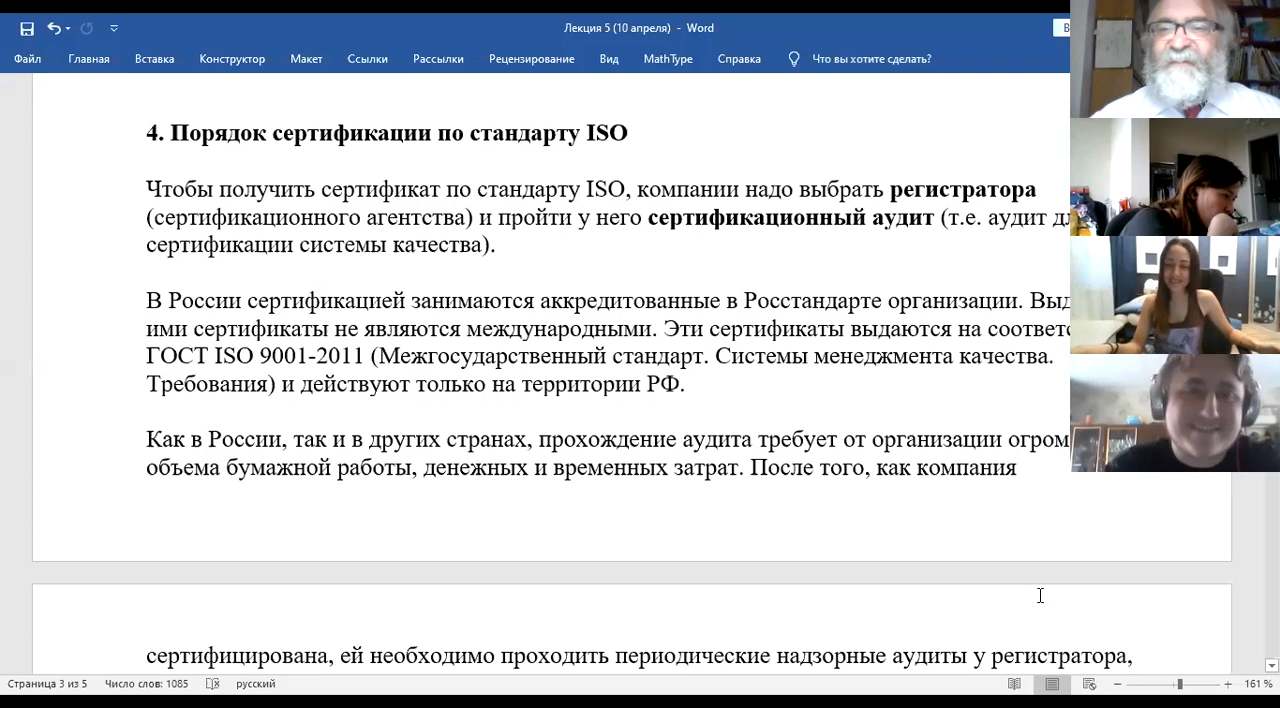 Лекция 5 (10 апреля) - Word
В
Файл Главная Вставка Конструктор Макет Ссылки Рассылки Рецензирование Вид MathType Справка Что вы хотите сделать?
4. Порядок сертификации по стандарту ISO
Чтобы получить сертификат по стандарту ISO, компании надо выбрать регистратора
(сертификационного агентства) и пройти у него сертификационный аудит (т.е. аудит
сертификации системы качества).
В России сертификацией занимаются аккредитованные в Росстандарте организации.
ими сертификаты не являются международными. Эти сертификаты выдаются на
ГОСТ ISO 9001-2011 (Межгосударственный стандарт. Системы менеджмента качества.
Требования) и действуют только на территории РФ.
Как в России, так и в других странах, прохождение аудита требует от организации
объема бумажной работы, денежных и временных затрат. После того, как компания
сертифицирована, ей необходимо проходить периодические надзорные аудиты у регистратора,
Страница 3 из 5 Число слов: 1085 русский 161 %